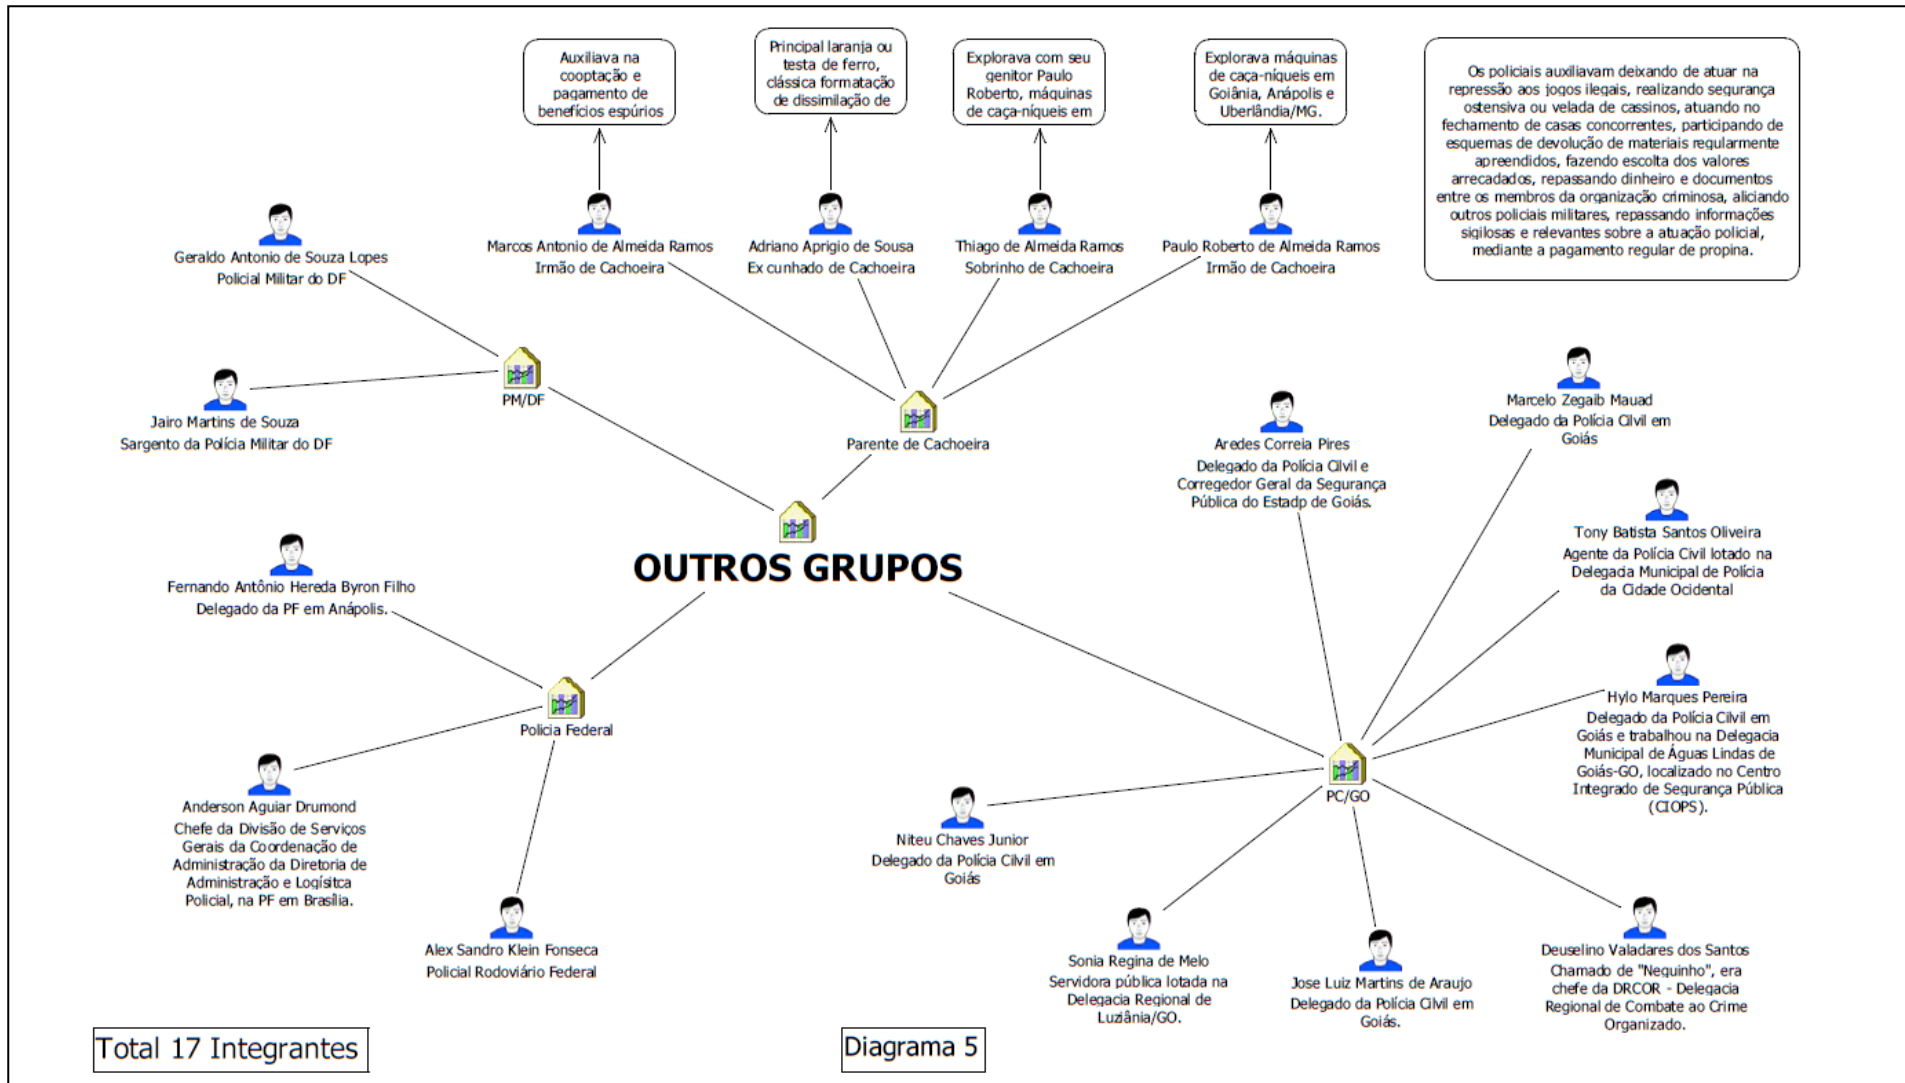 Auxiliava na
cooptação e
pagamento de
benefícios espúrios
Principal laranja ou
testa de ferro,
clássica formatação
de dissimilação de
Explorava com seu
genitor Paulo
Roberto, máquinas
de caça-níqueis em
Explorava máquinas
de caça-níqueis em
Goiânia, Anápolis e
Uberlândia/MG.
Os policiais auxiliavam deixando de atuar na
repressão aos jogos ilegais, realizando segurança
ostensiva ou velada de cassinos, atuando no
fechamento de casas concorrentes, participando de
esquemas de devolução de materiais regularmente
apreendidos, fazendo escolta dos valores
arrecadados, repassando dinheiro e documentos
entre os membros da organização criminosa, aliciando
outros policiais militares, repassando informações
sigilosas e relevantes sobre a atuação policial,
mediante a pagamento regular de propina.
Geraldo Antonio de Souza Lopes
Policial Militar do DF
Marcos Antonio de Almeida Ramos
Irmão de Cachoeira
Adriano Aprigio de Sousa
Ex cunhado de Cachoeira
Thiago de Almeida Ramos
Sobrinho de Cachoeira
Paulo Roberto de Almeida Ramos
Irmão de Cachoeira
Jairo Martins de Souza
Sargento da Polícia Militar do DF
PM/DF
Parente de Cachoeira
Aredes Correia Pires
Delegado da Polícia Cilvil e
Corregedor Geral da Segurança
Pública do Estadp de Goiás.
Marcelo Zegaib Mauad
Delegado da Polícia Cilvil em
Goiás
Tony Batista Santos Oliveira
Agente da Polícia Civil lotado na
Delegacia Municipal de Polícia
da Cidade Ocidental
OUTROS GRUPOS
Fernando Antônio Hereda Byron Filho
Delegado da PF em Anápolis.
Policia Federal
Hylo Marques Pereira
Delegado da Polícia Cilvil em
Goiás e trabalhou na Delegacia
Municipal de Águas Lindas de
Goiás-GO, localizado no Centro
Integrado de Segurança Pública
(CIOPS).
PC/GO
Anderson Aguiar Drumond
Chefe da Divisão de Serviços
Gerais da Coordenação de
Administração da Diretoria de
Administração e Logísitca
Policial, na PF em Brasília.
Niteu Chaves Junior
Delegado da Polícia Cilvil em
Goiás
Alex Sandro Klein Fonseca
Policial Rodoviário Federal
Sonia Regina de Melo
Servidora pública lotada na
Delegacia Regional de
Luziânia/GO.
Jose Luiz Martins de Araujo
Delegado da Polícia Cilvil em
Goiás.
Deuselino Valadares dos Santos
Chamado de "Neguinho", era
chefe da DRCOR - Delegacia
Regional de Combate ao Crime
Organizado.
Total 17 Integrantes
Diagrama 5